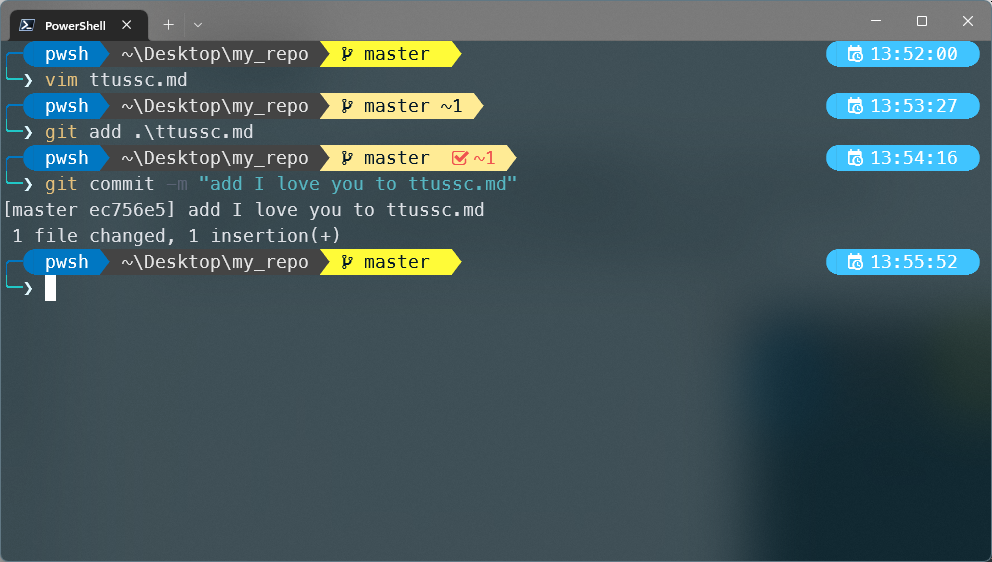 PowerShell
pwsh ~\Desktop\my_repo master 13:52:00
❯ vim ttussc.md
pwsh ~\Desktop\my_repo master ~1 13:53:27
❯ git add .\ttussc.md
pwsh ~\Desktop\my_repo master ~1 13:54:16
❯ git commit -m "add I love you to ttussc.md"
[master ec756e5] add I love you to ttussc.md
1 file changed, 1 insertion(+)
pwsh ~\Desktop\my_repo master 13:55:52
❯